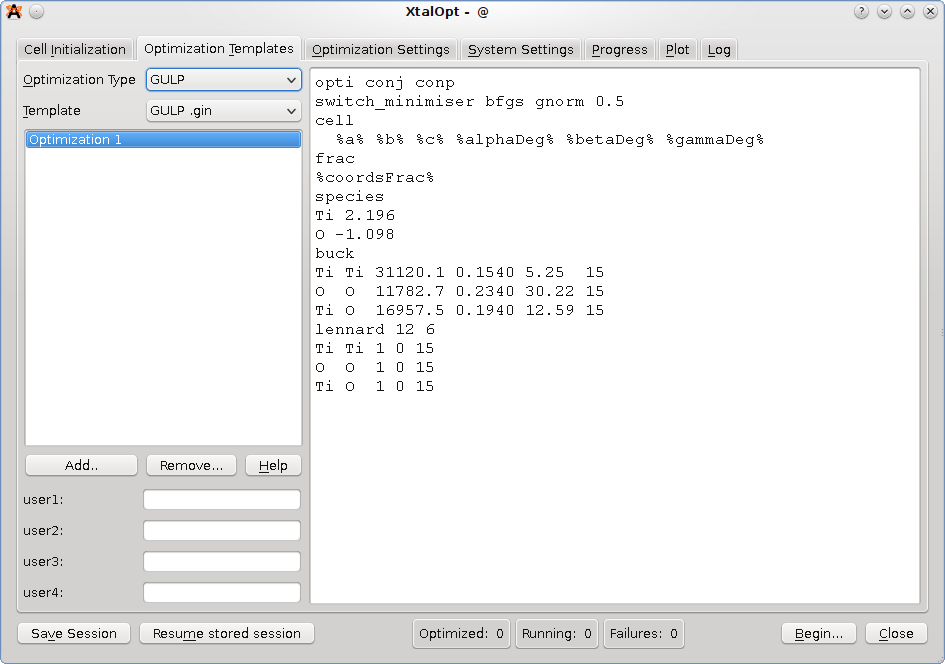 XtalOpt - @
Cell Initialization Optimization Templates Optimization Settings System Settings Progress Plot Log
Optimization Type GULP
Template GULP .gin
Optimization 1
Add..
Remove...
Help
user1:
user2:
user3:
user4:
opti conj conp
switch_minimiser bfgs gnorm 0.5
cell
%a% %b% %c% %alphaDeg% %betaDeg% %gammaDeg%
frac
%coordsFrac%
species
Ti 2.196
O -1.098
buck
Ti Ti 31120.1 0.1540 5.25  15
O  O  11782.7 0.2340 30.22 15
Ti O  16957.5 0.1940 12.59 15
lennard 12 6
Ti Ti 1 0 15
O  O  1 0 15
Ti O  1 0 15
Save Session Resume stored session Optimized: 0 Running: 0 Failures: 0 Begin... Close